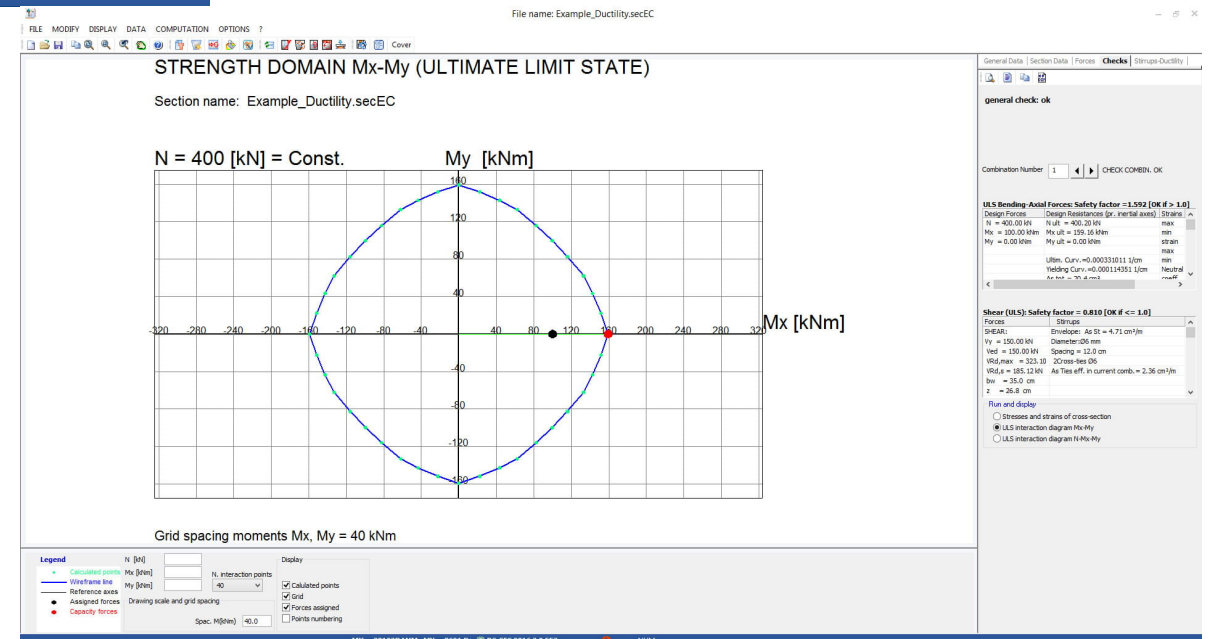 File name: Example_Ductility.secEC
FILE MODIFY DISPLAY DATA COMPUTATION OPTIONS ?
Cover
STRENGTH DOMAIN Mx-My (ULTIMATE LIMIT STATE)
Section name: Example_Ductility.secEC
N = 400 [kN] = Const.
My [kNm]
160
120
80
40
-320 -280 -240 -200 -160 -120 -80 -40 40 80 120 160 200 240 280 320
Mx [kNm]
-40
-80
-120
-160
Grid spacing moments Mx, My = 40 kNm
General Data Section Data Forces Checks Stirrups-Ductility
general check: ok
Combination Number 1 CHECK COMBIN. OK
ULS Bending-Axial Forces: Safety factor =1.592 [OK if > 1.0]
Design Forces Design Resistances (pr. inertial axes) Strains
N = 400.00 kN N ult = 400.20 kN max
Mx = 100.00 kNm Mx ult = 159.16 kNm min
My = 0.00 kNm My ult = 0.00 kNm strain
max
Ultim. Curv.=0.000331011 1/cm min
Yielding Curv.=0.000114351 1/cm Neutral
As tot = 20.4 cm² coeff
Shear (ULS): Safety factor = 0.810 [OK if <= 1.0]
Forces Stirrups
SHEAR: Envelope: As St = 4.71 cm²/m
Vy = 150.00 kN Diameter:Ø6 mm
Ved = 150.00 kN Spacing = 12.0 cm
VRd,max = 323.10 2Cross-ties Ø6
VRd,s = 185.12 kN As Ties eff. in current comb.= 2.36 cm²/m
bw = 35.0 cm
z = 26.8 cm
Run and display
Stresses and strains of cross-section
ULS interaction diagram Mx-My
ULS interaction diagram N-Mx-My
Legend
Calculated points
Wireframe line
Reference axes
Assigned forces
Capacity forces
N [kN]
Mx [kNm]
My [kNm]
N. interaction points
40
Drawing scale and grid spacing
Spac. M(kNm) 40.0
Display
Calulated points
Grid
Forces assigned
Points numbering